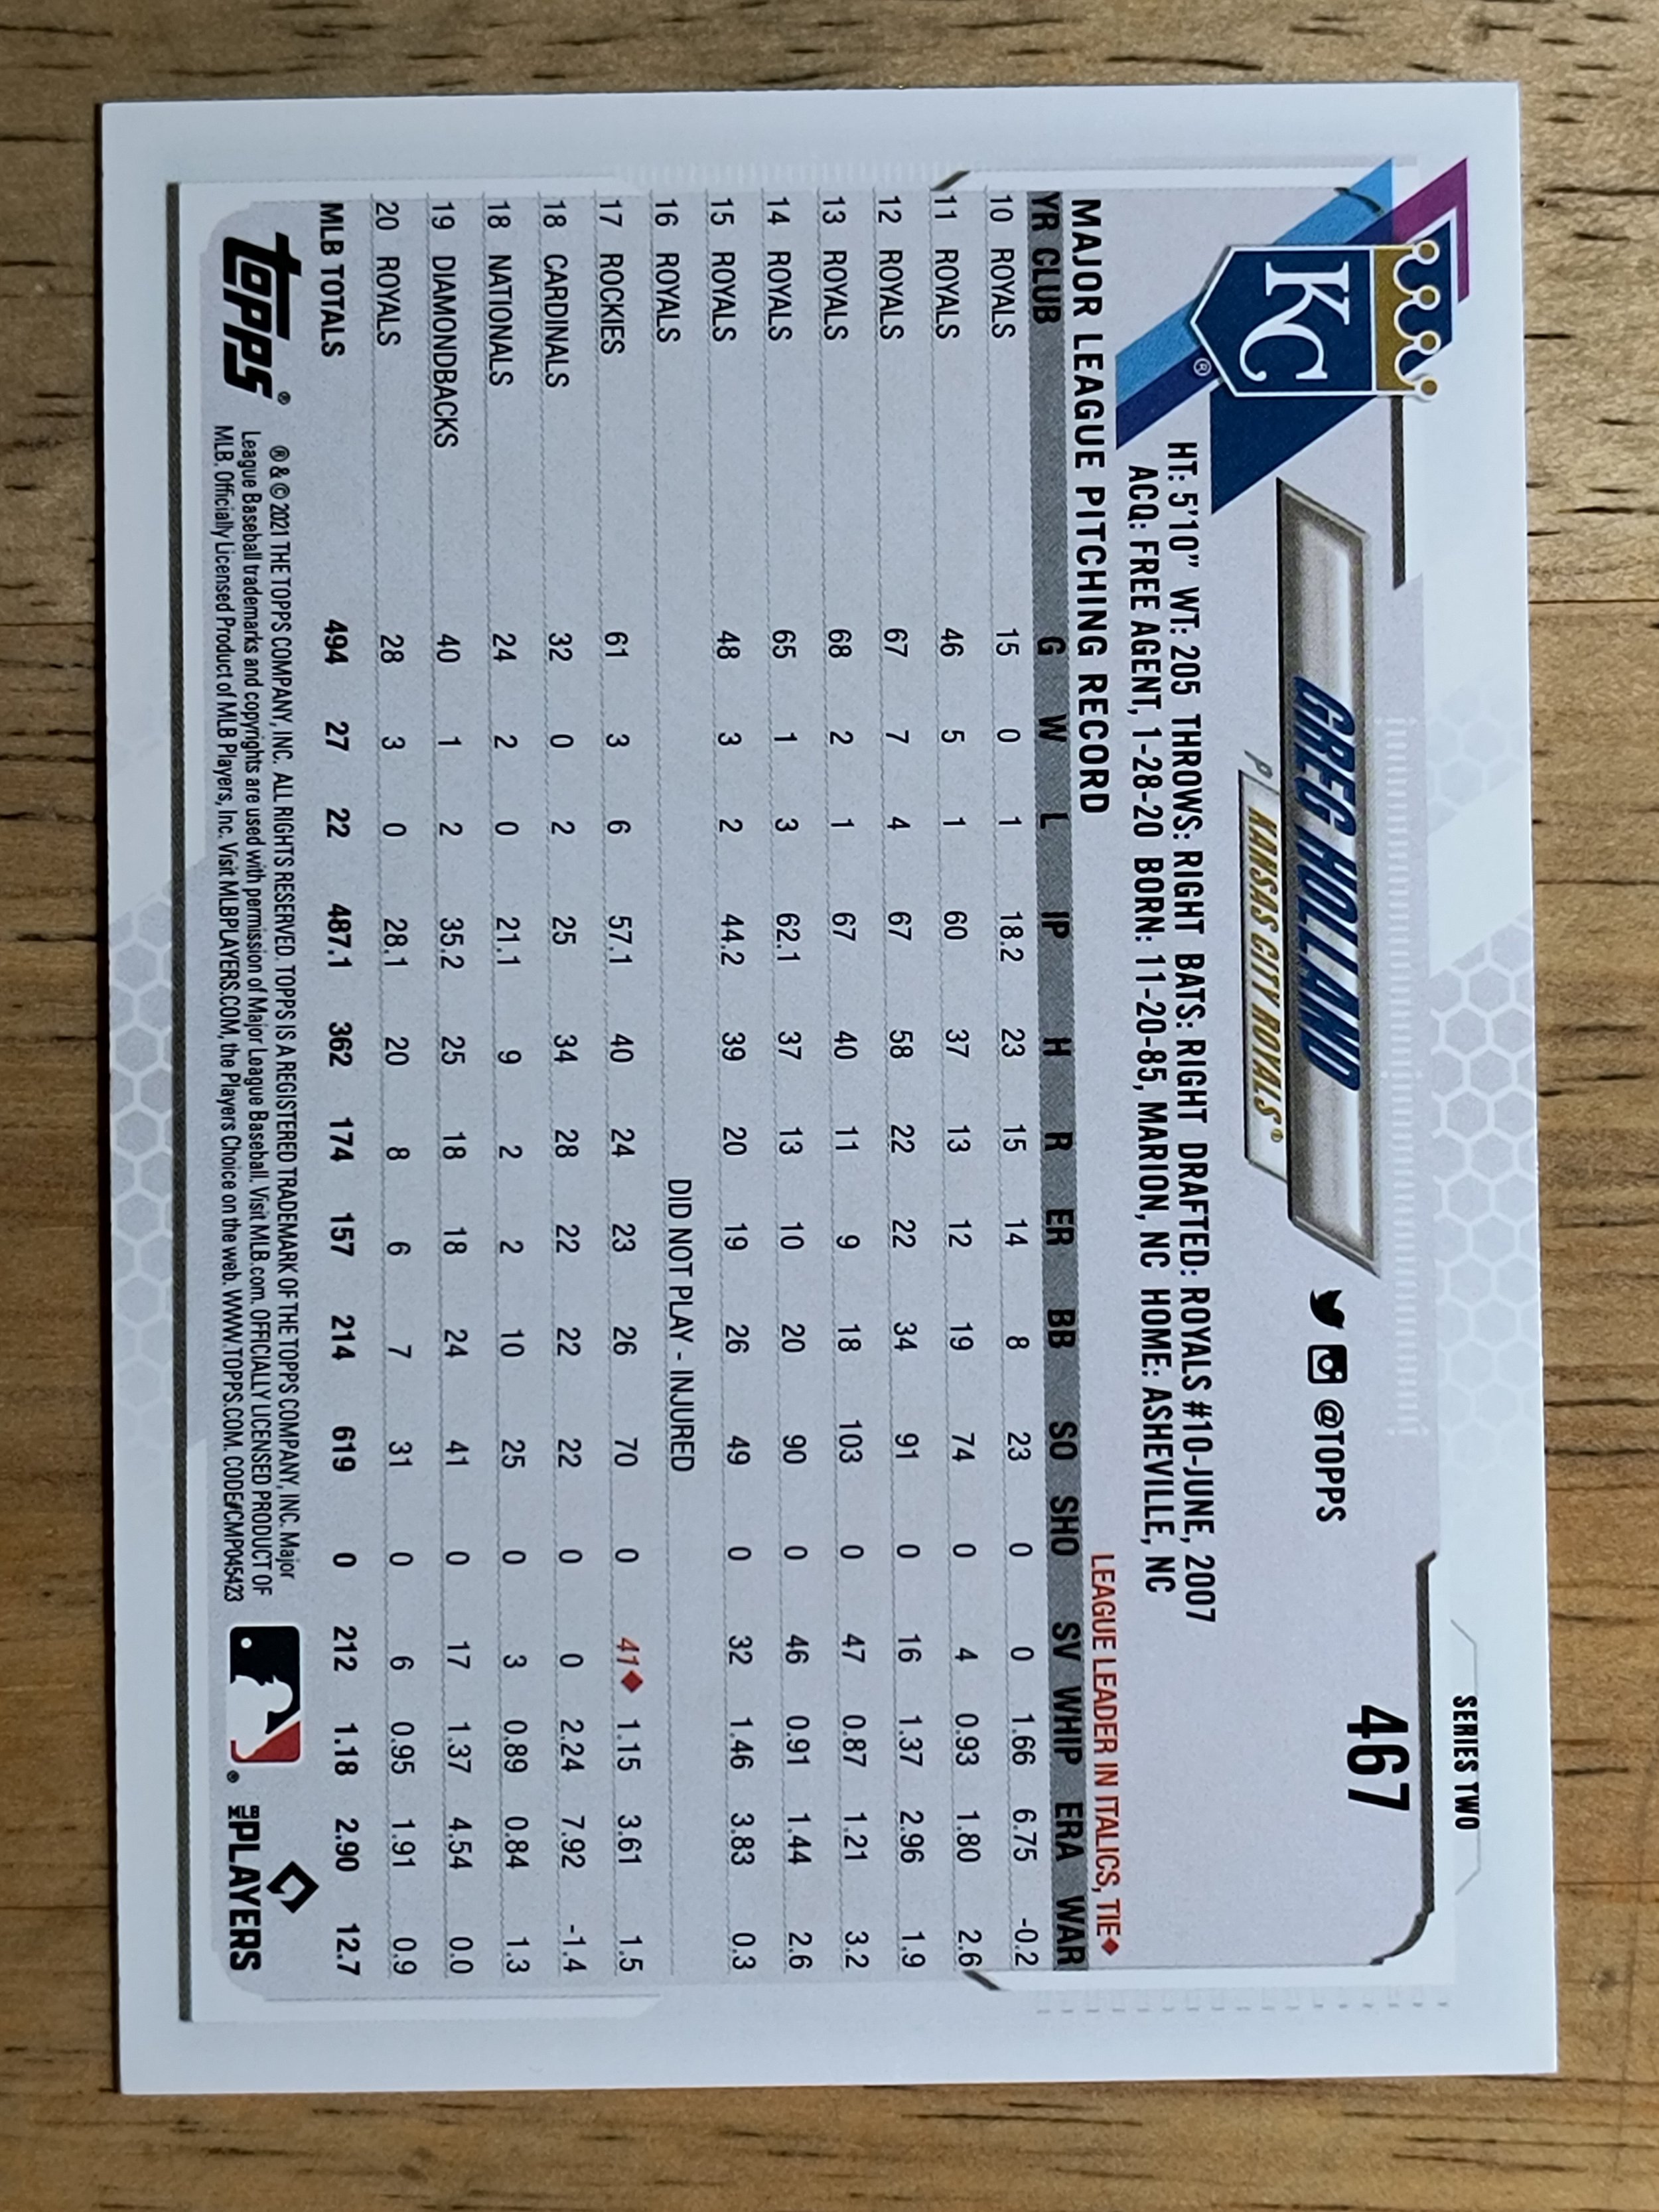 SERIES TWO
467
GREG HOLLAND
@TOPPS
P KANSAS CITY ROYALS®
KC ®
HT: 5'10" WT: 205 THROWS: RIGHT BATS: RIGHT DRAFTED: ROYALS #10-JUNE, 2007
ACQ: FREE AGENT, 1-28-20 BORN: 11-20-85, MARION, NC HOME: ASHEVILLE, NC
MAJOR LEAGUE PITCHING RECORD LEAGUE LEADER IN ITALICS, TIE◆
YR CLUB G W L IP H R ER BB SO SHO SV WHIP ERA WAR
10 ROYALS 15 0 1 18.2 23 15 14 8 23 0 0 1.66 6.75 -0.2
11 ROYALS 46 5 1 60 37 13 12 19 74 0 4 0.93 1.80 2.6
12 ROYALS 67 7 4 67 58 22 22 34 91 0 16 1.37 2.96 1.9
13 ROYALS 68 2 1 67 40 11 9 18 103 0 47 0.87 1.21 3.2
14 ROYALS 65 1 3 62.1 37 13 10 20 90 0 46 0.91 1.44 2.6
15 ROYALS 48 3 2 44.2 39 20 19 26 49 0 32 1.46 3.83 0.3
16 ROYALS DID NOT PLAY - INJURED
17 ROCKIES 61 3 6 57.1 40 24 23 26 70 0 41◆ 1.15 3.61 1.5
18 CARDINALS 32 0 2 25 34 28 22 22 22 0 0 2.24 7.92 -1.4
18 NATIONALS 24 2 0 21.1 9 2 2 10 25 0 3 0.89 0.84 1.3
19 DIAMONDBACKS 40 1 2 35.2 25 18 18 24 41 0 17 1.37 4.54 0.0
20 ROYALS 28 3 0 28.1 20 8 6 7 31 0 6 0.95 1.91 0.9
MLB TOTALS 494 27 22 487.1 362 174 157 214 619 0 212 1.18 2.90 12.7
topps®
® & © 2021 THE TOPPS COMPANY, INC. ALL RIGHTS RESERVED. TOPPS IS A REGISTERED TRADEMARK OF THE TOPPS COMPANY, INC. Major
League Baseball trademarks and copyrights are used with permission of Major League Baseball. Visit MLB.com. OFFICIALLY LICENSED PRODUCT OF
MLB. Officially Licensed Product of MLB Players, Inc. Visit MLBPLAYERS.COM, the Players Choice on the web. WWW.TOPPS.COM. CODE#CMP045423
®
MLB PLAYERS